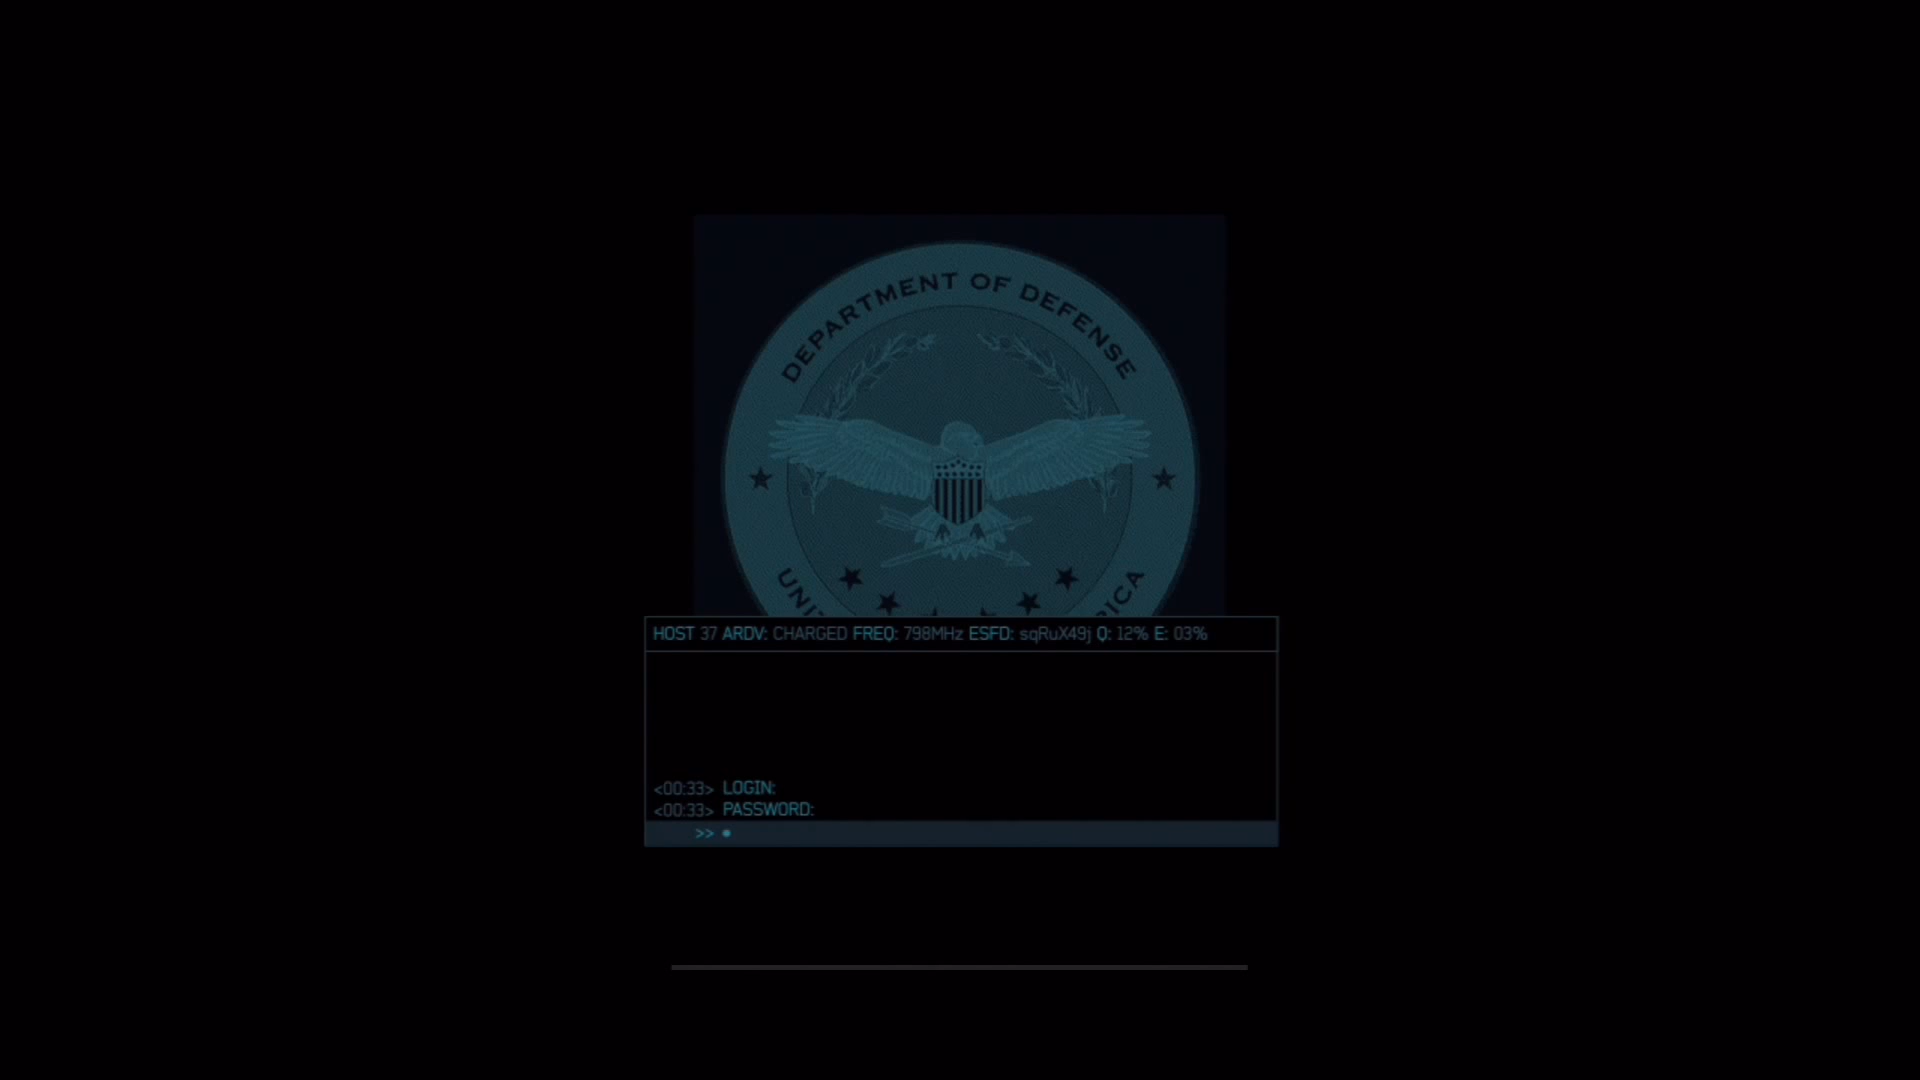 DEPARTMENT OF DEFENSE
HOST 37 ARDV: CHARGED FREQ: 798MHz ESFD: sqRuX49j Q: 12% E: 03%
<00:33> LOGIN:
<00:33> PASSWORD:
>>